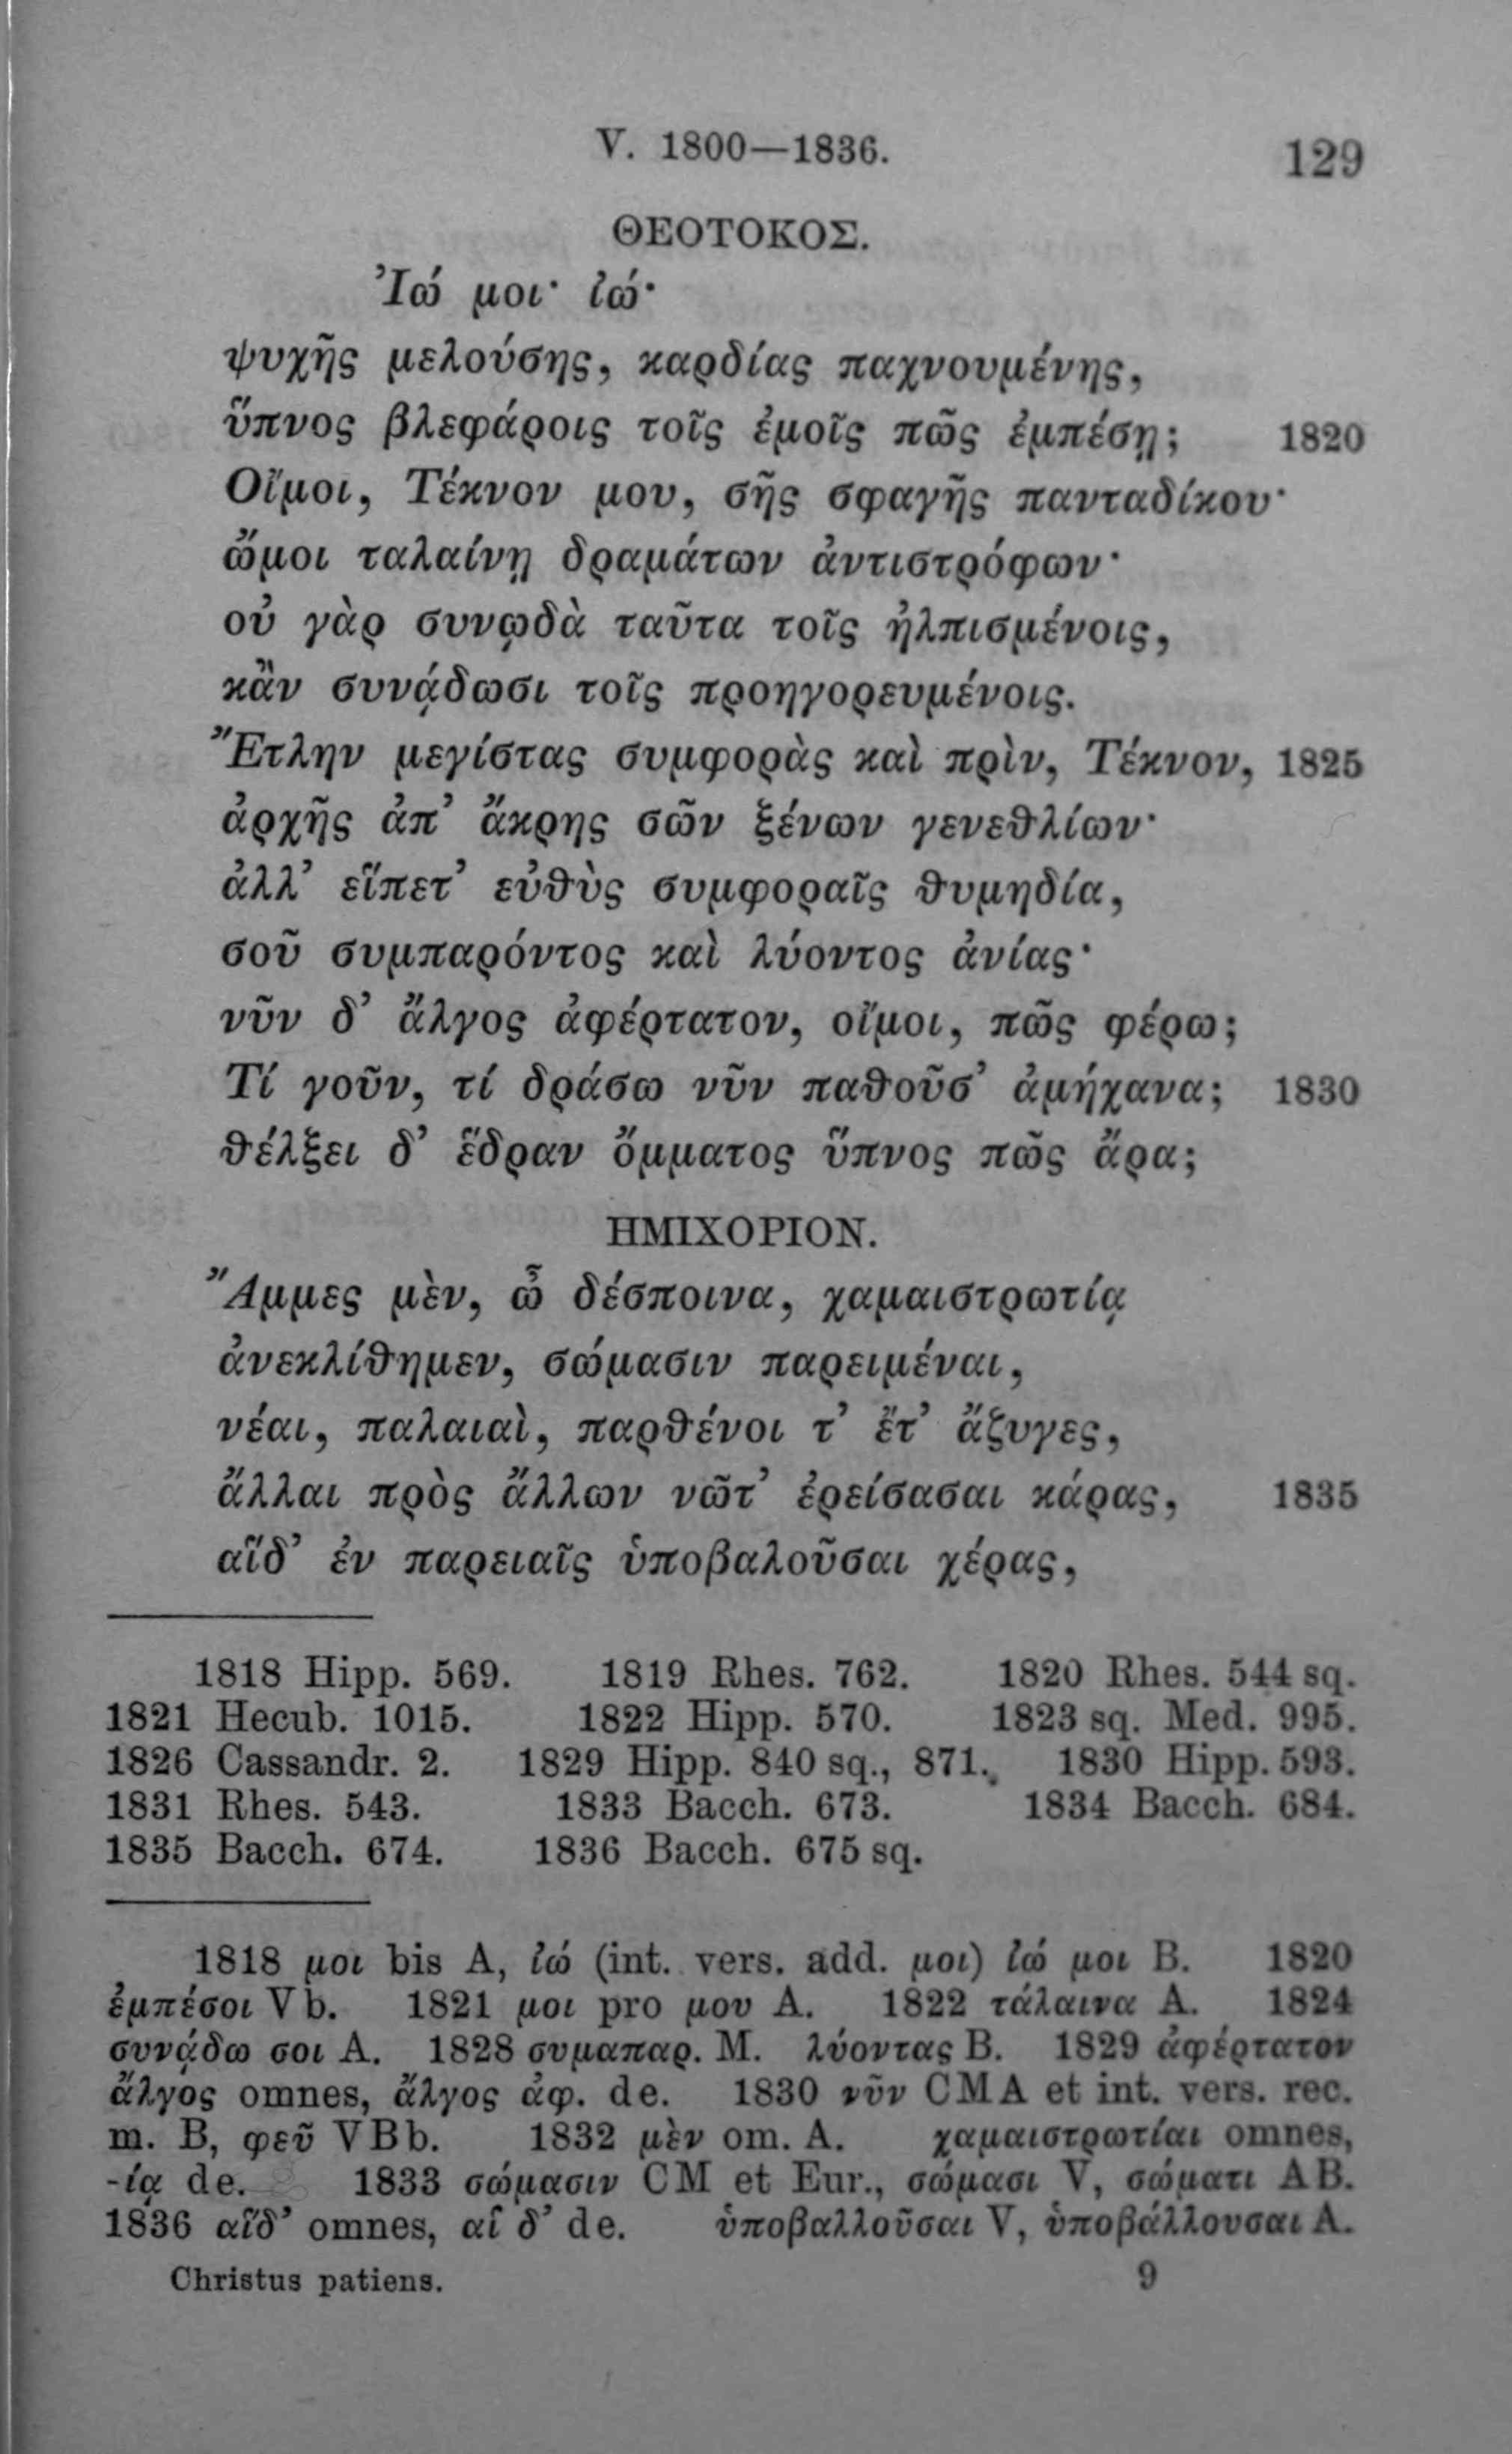 V. 1800—1836. 129
ΘΕΟΤΟΚΟΣ.
Ἰώ μοι· ἰώ·
ψυχῆς μελούσης, καρδίας παχνουμένης,
ὕπνος βλεφάροις τοῖς ἐμοῖς πῶς ἐμπέσῃ; 1820
Οἴμοι, Τέκνον μου, σῆς σφαγῆς πανταδίκου·
ὤμοι ταλαίνῃ δραμάτων ἀντιστρόφων·
οὐ γὰρ συνῳδὰ ταῦτα τοῖς ἠλπισμένοις,
κἂν συνᾴδωσι τοῖς προηγορευμένοις.
Ἔτλην μεγίστας συμφορὰς καὶ πρὶν, Τέκνον, 1825
ἀρχῆς ἀπ’ ἄκρης σῶν ξένων γενεθλίων·
ἀλλ’ εἵπετ’ εὐθὺς συμφοραῖς θυμηδία,
σοῦ συμπαρόντος καὶ λύοντος ἀνίας·
νῦν δ’ ἄλγος ἀφέρτατον, οἴμοι, πῶς φέρω;
Τί γοῦν, τί δράσω νῦν παθοῦσ’ ἀμήχανα; 1830
θέλξει δ’ ἕδραν ὄμματος ὕπνος πῶς ἄρα;
ΗΜΙΧΟΡΙΟΝ.
Ἄμμες μὲν, ὦ δέσποινα, χαμαιστρωτίᾳ
ἀνεκλίθημεν, σώμασιν παρειμέναι,
νέαι, παλαιαὶ, παρθένοι τ’ ἔτ’ ἄζυγες,
ἄλλαι πρὸς ἄλλων νῶτ’ ἐρείσασαι κάρας, 1835
αἵδ’ ἐν παρειαῖς ὑποβαλοῦσαι χέρας,
1818 Hipp. 569. 1819 Rhes. 762. 1820 Rhes. 544 sq.
1821 Hecub. 1015. 1822 Hipp. 570. 1823 sq. Med. 995.
1826 Cassandr. 2. 1829 Hipp. 840 sq., 871. 1830 Hipp. 593.
1831 Rhes. 543. 1833 Bacch. 673. 1834 Bacch. 684.
1835 Bacch. 674. 1836 Bacch. 675 sq.
1818 μοι bis A, ἰώ (int. vers. add. μοι) ἰώ μοι B. 1820
ἐμπέσοι V b. 1821 μοι pro μου A. 1822 τάλαινα A. 1824
συνᾴδω σοι A. 1828 συμαπαρ. M. λύοντας B. 1829 ἀφέρτατον
ἄλγος omnes, ἄλγος ἀφ. de. 1830 νῦν C M A et int. vers. rec.
m. B, φεῦ V B b. 1832 μὲν om. A. χαμαιστρωτίαι omnes,
-ίᾳ de. 1833 σώμασιν C M et Eur., σώμασι V, σώματι A B.
1836 αἵδ’ omnes, αἱ δ’ de. ὑποβαλλοῦσαι V, ὑποβάλλουσαι A.
Christus patiens. 9